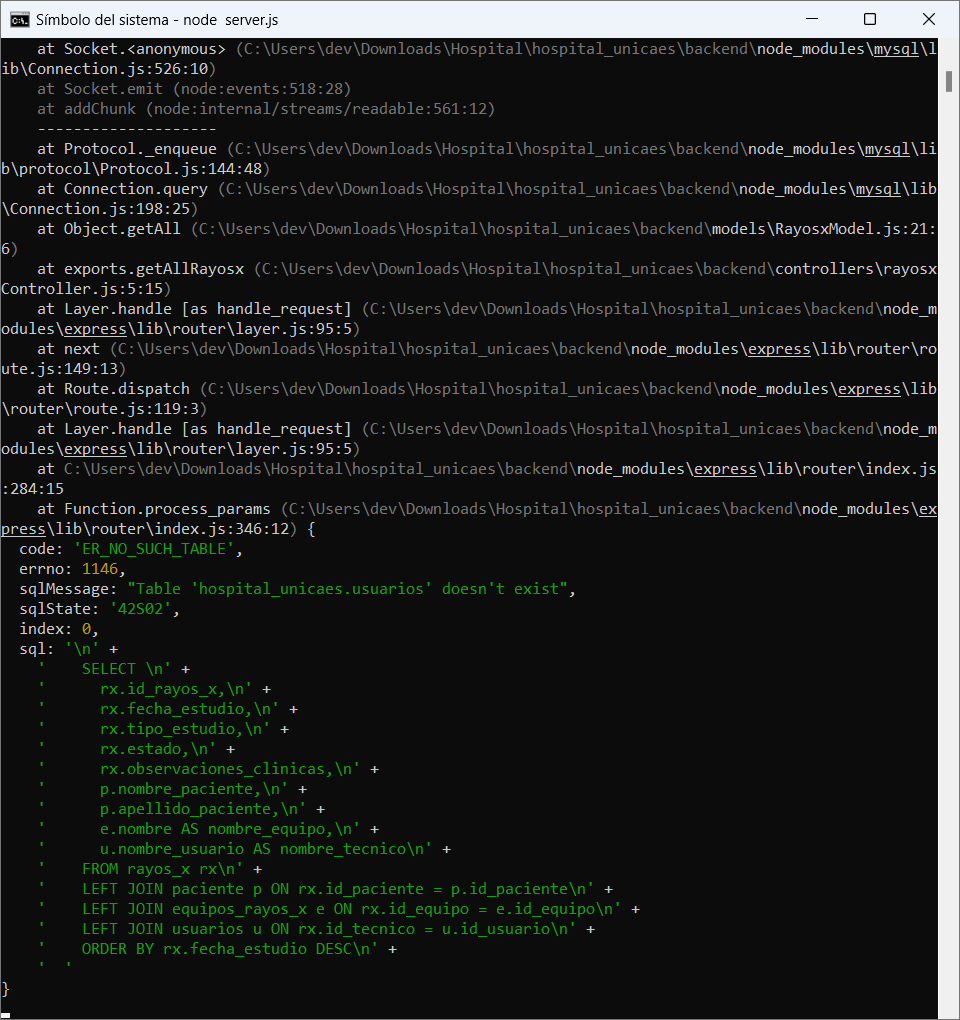 Símbolo del sistema - node  server.js
    at Socket.<anonymous> (C:\Users\dev\Downloads\Hospital\hospital_unicaes\backend\node_modules\mysql\l
ib\Connection.js:526:10)
    at Socket.emit (node:events:518:28)
    at addChunk (node:internal/streams/readable:561:12)
    --------------------
    at Protocol._enqueue (C:\Users\dev\Downloads\Hospital\hospital_unicaes\backend\node_modules\mysql\li
b\protocol\Protocol.js:144:48)
    at Connection.query (C:\Users\dev\Downloads\Hospital\hospital_unicaes\backend\node_modules\mysql\lib
\Connection.js:198:25)
    at Object.getAll (C:\Users\dev\Downloads\Hospital\hospital_unicaes\backend\models\RayosxModel.js:21:
6)
    at exports.getAllRayosx (C:\Users\dev\Downloads\Hospital\hospital_unicaes\backend\controllers\rayosx
Controller.js:5:15)
    at Layer.handle [as handle_request] (C:\Users\dev\Downloads\Hospital\hospital_unicaes\backend\node_m
odules\express\lib\router\layer.js:95:5)
    at next (C:\Users\dev\Downloads\Hospital\hospital_unicaes\backend\node_modules\express\lib\router\ro
ute.js:149:13)
    at Route.dispatch (C:\Users\dev\Downloads\Hospital\hospital_unicaes\backend\node_modules\express\lib
\router\route.js:119:3)
    at Layer.handle [as handle_request] (C:\Users\dev\Downloads\Hospital\hospital_unicaes\backend\node_m
odules\express\lib\router\layer.js:95:5)
    at C:\Users\dev\Downloads\Hospital\hospital_unicaes\backend\node_modules\express\lib\router\index.js
:284:15
    at Function.process_params (C:\Users\dev\Downloads\Hospital\hospital_unicaes\backend\node_modules\ex
press\lib\router\index.js:346:12) {
  code: 'ER_NO_SUCH_TABLE',
  errno: 1146,
  sqlMessage: "Table 'hospital_unicaes.usuarios' doesn't exist",
  sqlState: '42S02',
  index: 0,
  sql: '\n' +
    '    SELECT \n' +
    '      rx.id_rayos_x,\n' +
    '      rx.fecha_estudio,\n' +
    '      rx.tipo_estudio,\n' +
    '      rx.estado,\n' +
    '      rx.observaciones_clinicas,\n' +
    '      p.nombre_paciente,\n' +
    '      p.apellido_paciente,\n' +
    '      e.nombre AS nombre_equipo,\n' +
    '      u.nombre_usuario AS nombre_tecnico\n' +
    '    FROM rayos_x rx\n' +
    '    LEFT JOIN paciente p ON rx.id_paciente = p.id_paciente\n' +
    '    LEFT JOIN equipos_rayos_x e ON rx.id_equipo = e.id_equipo\n' +
    '    LEFT JOIN usuarios u ON rx.id_tecnico = u.id_usuario\n' +
    '    ORDER BY rx.fecha_estudio DESC\n' +
    '  '
}